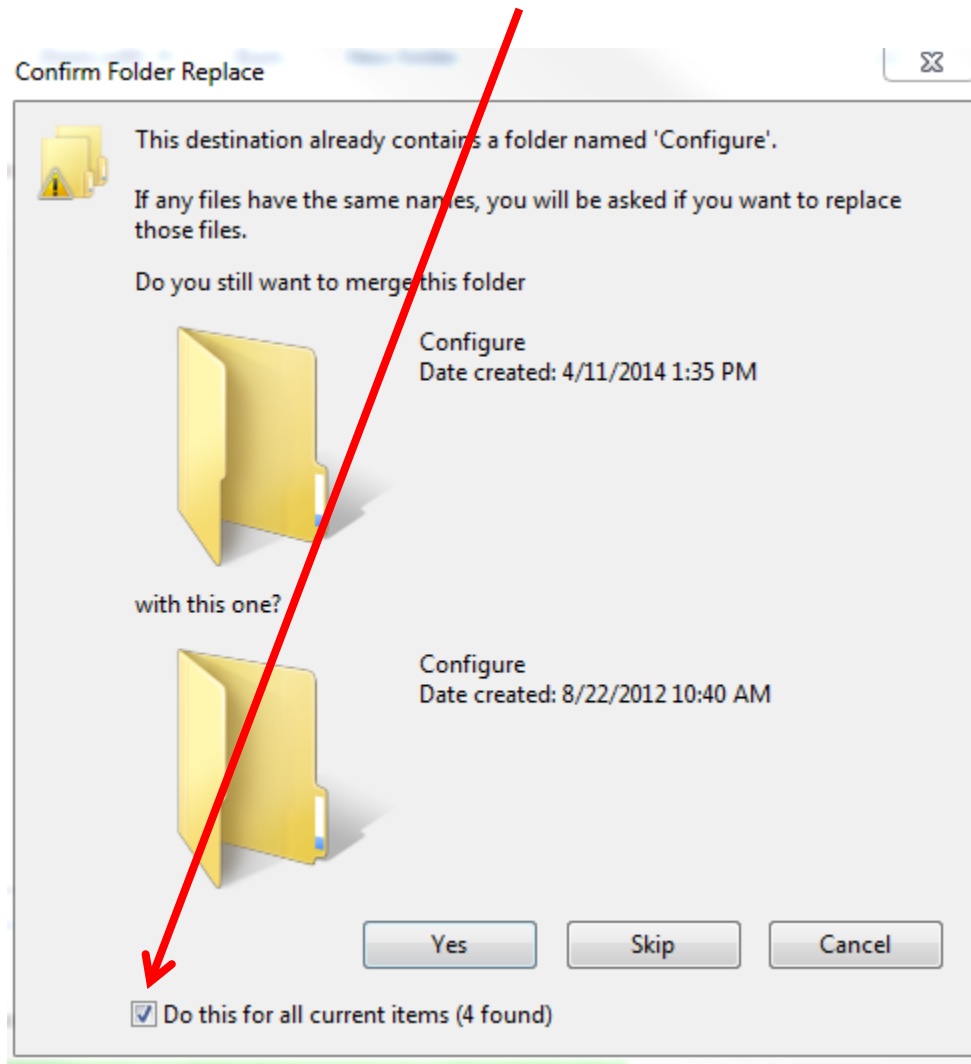 Confirm Folder Replace
This destination already contains a folder named 'Configure'.
If any files have the same names, you will be asked if you want to replace
those files.
Do you still want to merge this folder
Configure
Date created: 4/11/2014 1:35 PM
with this one?
Configure
Date created: 8/22/2012 10:40 AM
Yes Skip Cancel
Do this for all current items (4 found)